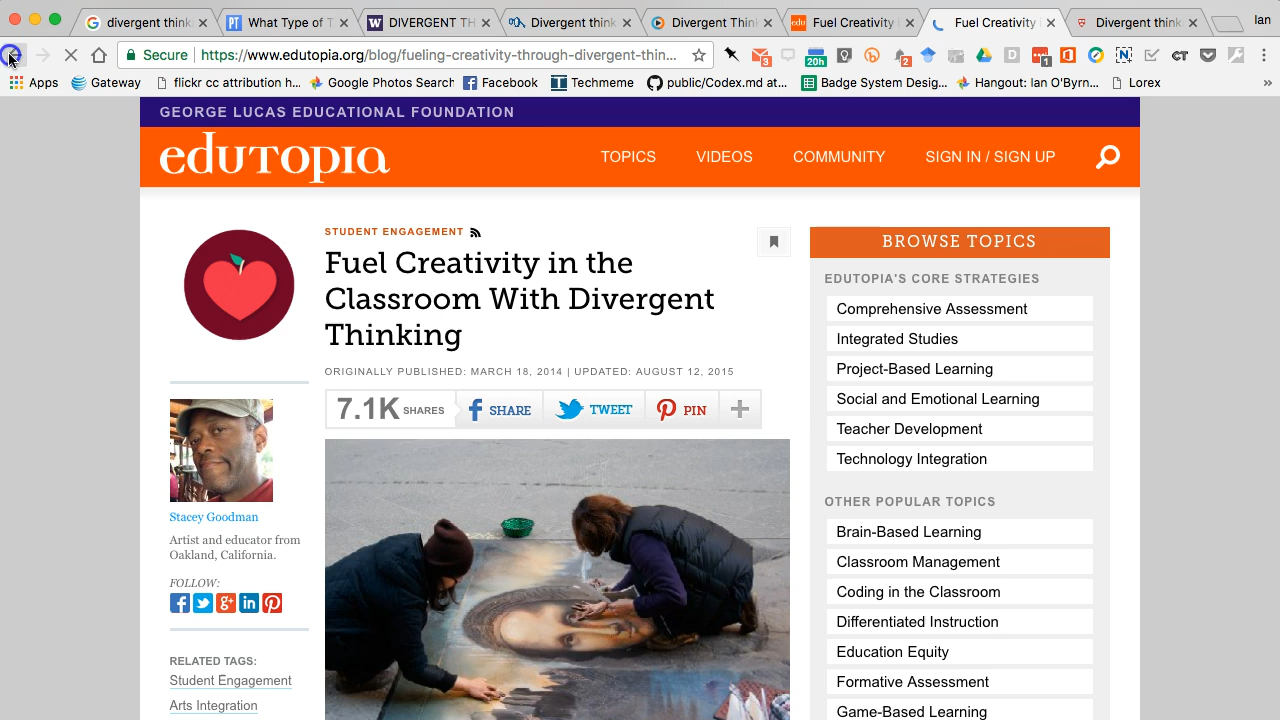 divergent think
What Type of T
DIVERGENT TH
Divergent think
Divergent Thin
Fuel Creativity
Fuel Creativity i
Divergent think
Ian
Secure
https://www.edutopia.org/blog/fueling-creativity-through-divergent-thin...
3
20h
2
1
Apps
Gateway
flickr cc attribution h...
Google Photos Search
Facebook
Techmeme
public/Codex.md at...
Badge System Desig...
Hangout: Ian O'Byrn...
Lorex
»
GEORGE LUCAS EDUCATIONAL FOUNDATION
edutopia
TOPICS
VIDEOS
COMMUNITY
SIGN IN / SIGN UP
STUDENT ENGAGEMENT
Fuel Creativity in the
Classroom With Divergent
Thinking
ORIGINALLY PUBLISHED: MARCH 18, 2014 | UPDATED: AUGUST 12, 2015
7.1K SHARES
SHARE
TWEET
PIN
Stacey Goodman
Artist and educator from
Oakland, California.
FOLLOW:
RELATED TAGS:
Student Engagement
Arts Integration
BROWSE TOPICS
EDUTOPIA'S CORE STRATEGIES
Comprehensive Assessment
Integrated Studies
Project-Based Learning
Social and Emotional Learning
Teacher Development
Technology Integration
OTHER POPULAR TOPICS
Brain-Based Learning
Classroom Management
Coding in the Classroom
Differentiated Instruction
Education Equity
Formative Assessment
Game-Based Learning